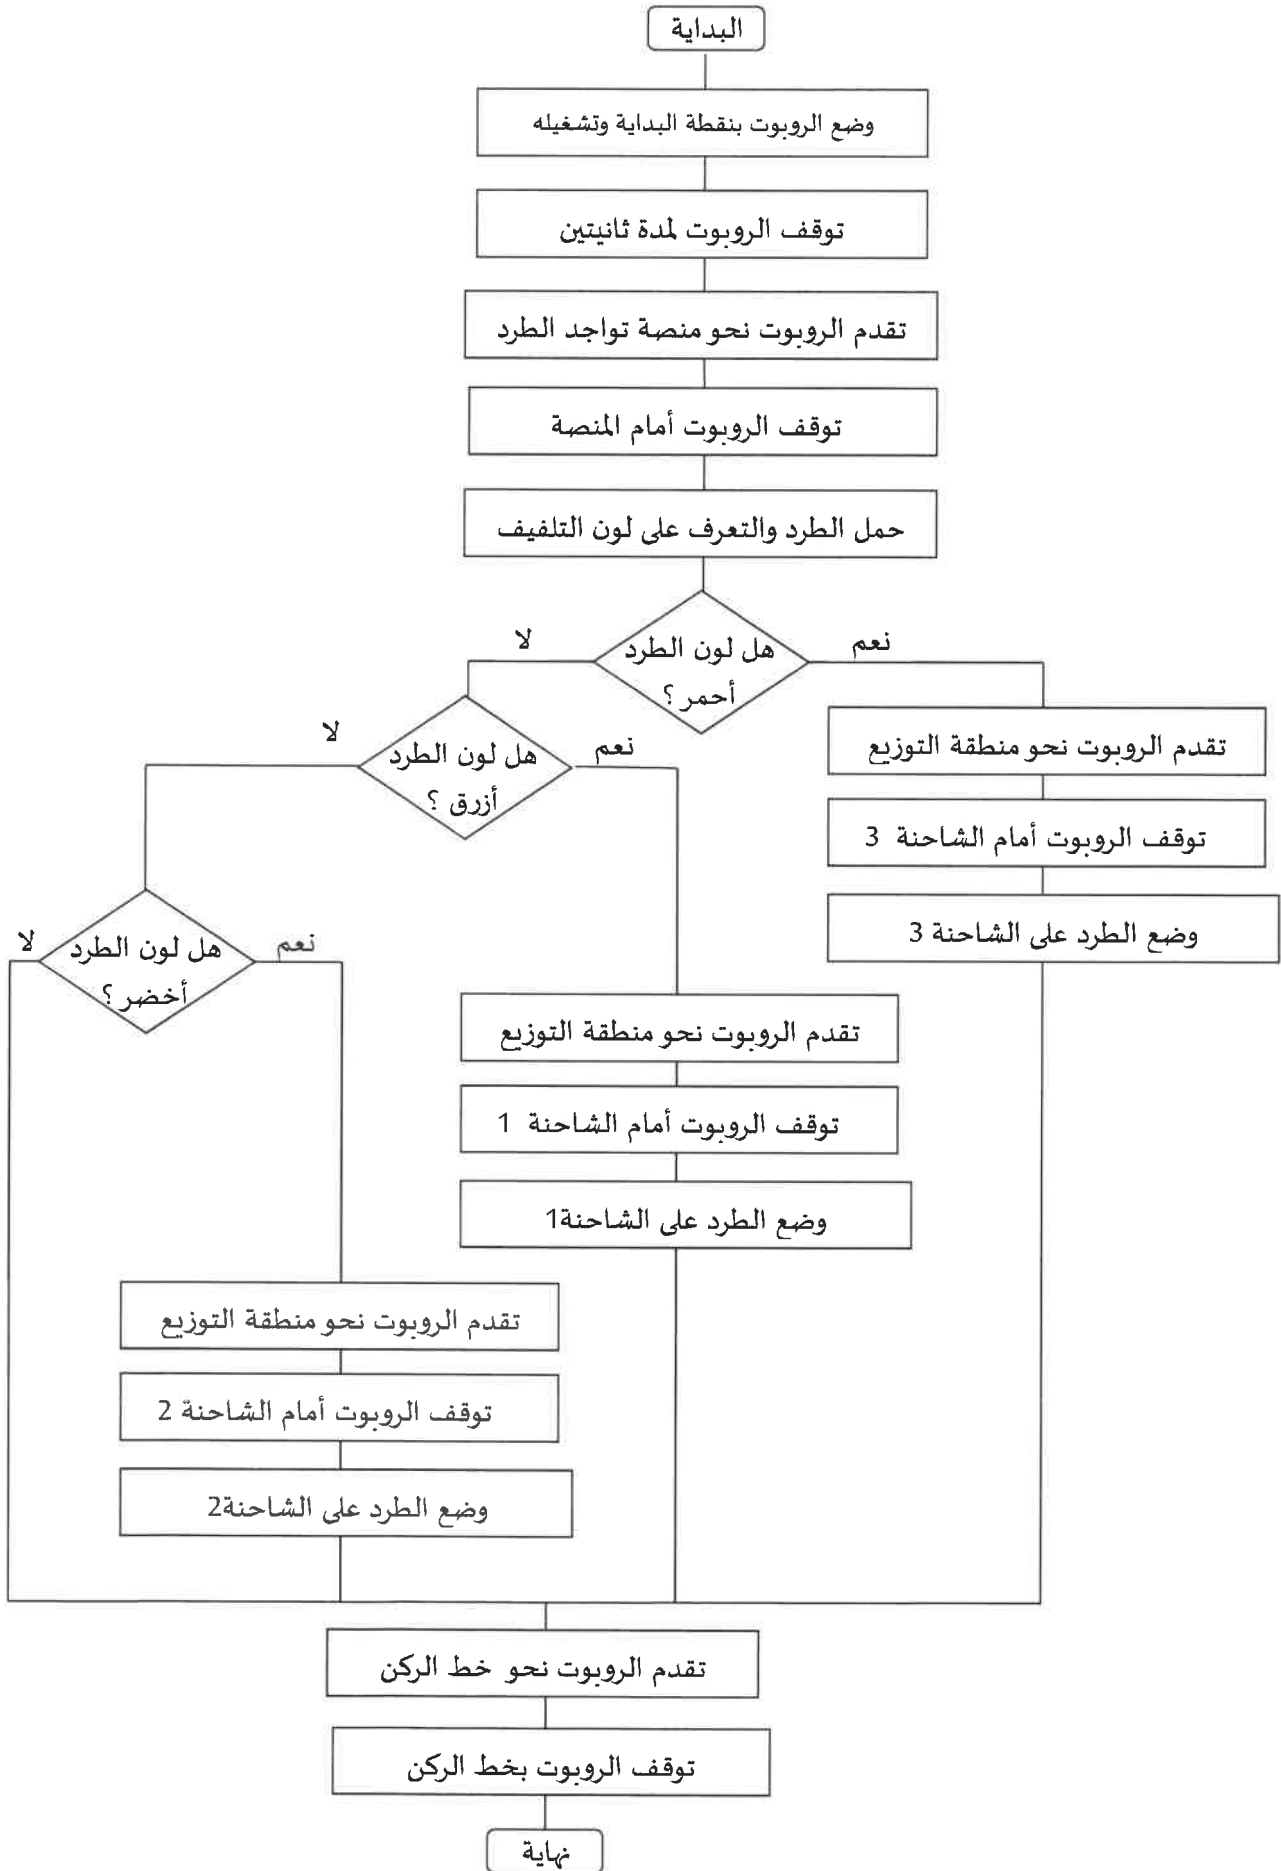 البداية
وضع الروبوت بنقطة البداية وتشغيله
توقف الروبوت لمدة ثانيتين
تقدم الروبوت نحو منصة تواجد الطرد
توقف الروبوت أمام المنصة
حمل الطرد والتعرف على لون التلفيف
هل لون الطرد
أحمر ؟
نعم
لا
تقدم الروبوت نحو منطقة التوزيع
توقف الروبوت أمام الشاحنة 3
وضع الطرد على الشاحنة 3
هل لون الطرد
أزرق ؟
نعم
لا
تقدم الروبوت نحو منطقة التوزيع
توقف الروبوت أمام الشاحنة 1
وضع الطرد على الشاحنة1
هل لون الطرد
أخضر ؟
نعم
لا
تقدم الروبوت نحو منطقة التوزيع
توقف الروبوت أمام الشاحنة 2
وضع الطرد على الشاحنة2
تقدم الروبوت نحو خط الركن
توقف الروبوت بخط الركن
نهاية